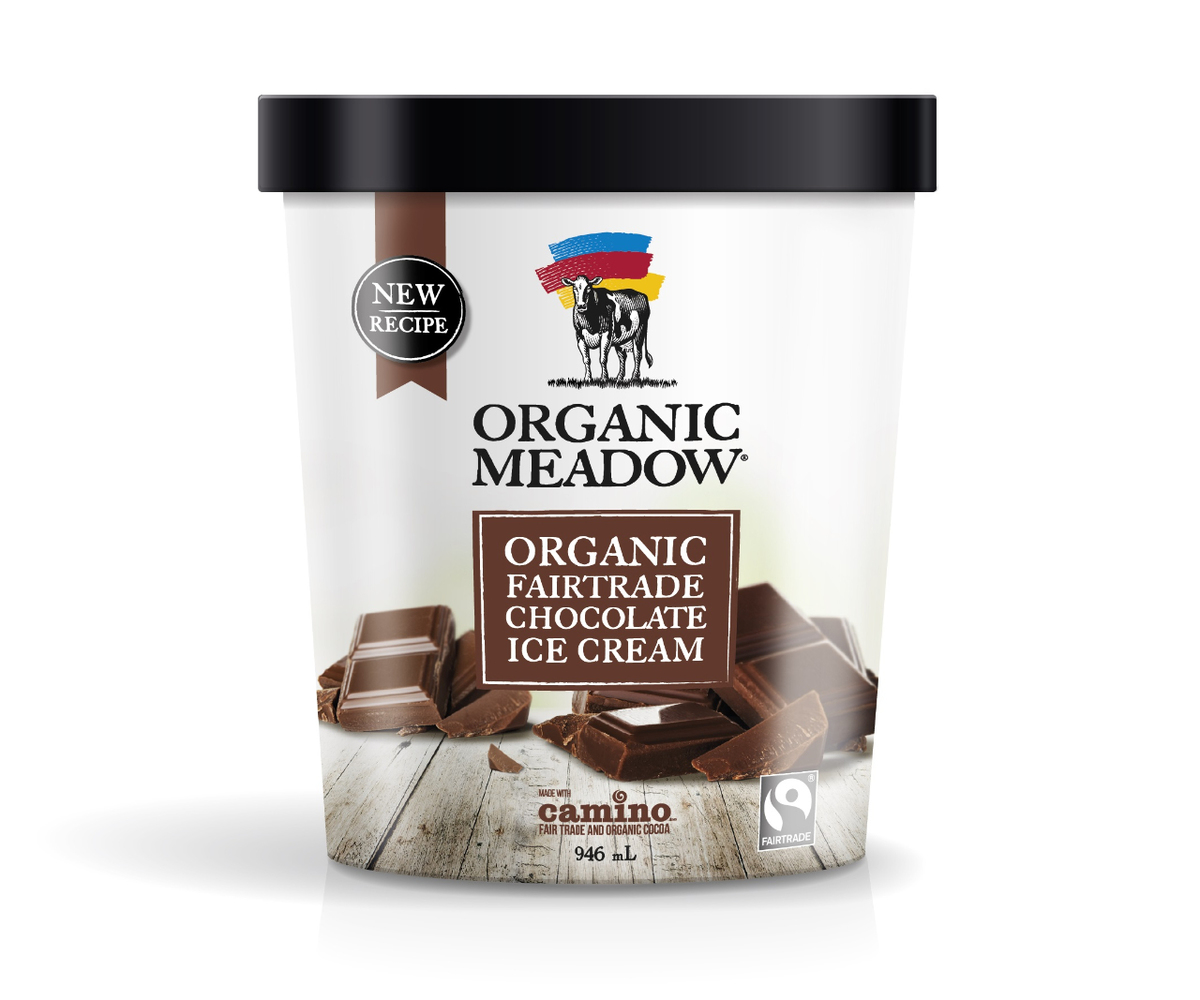 NEW
RECIPE
ORGANIC
MEADOW®
ORGANIC
FAIRTRADE
CHOCOLATE
ICE CREAM
MADE WITH
camino
FAIR TRADE AND ORGANIC COCOA
946 mL
®
FAIRTRADE